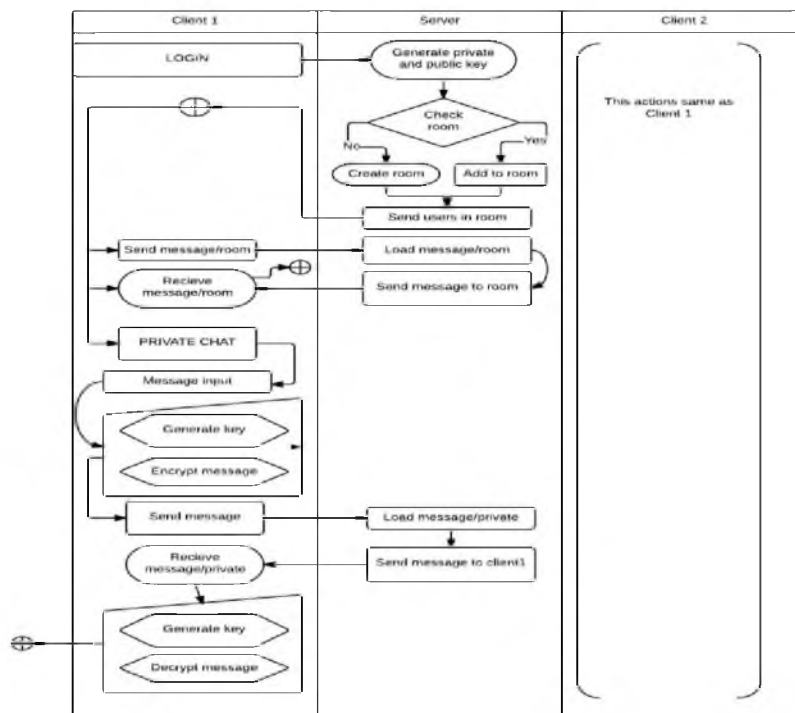 Client 1
Server
Client 2
LOGIN
Generate private
and public key
This actions same as
Client 1
Check
room
No
Yes
Create room
Add to room
Send users in room
Send message/room
Load message/room
Recieve
message/room
Send message to room
PRIVATE CHAT
Message input
Generate key
Encrypt message
Send message
Load message/private
Recieve
message/private
Send message to client1
Generate key
Decrypt message